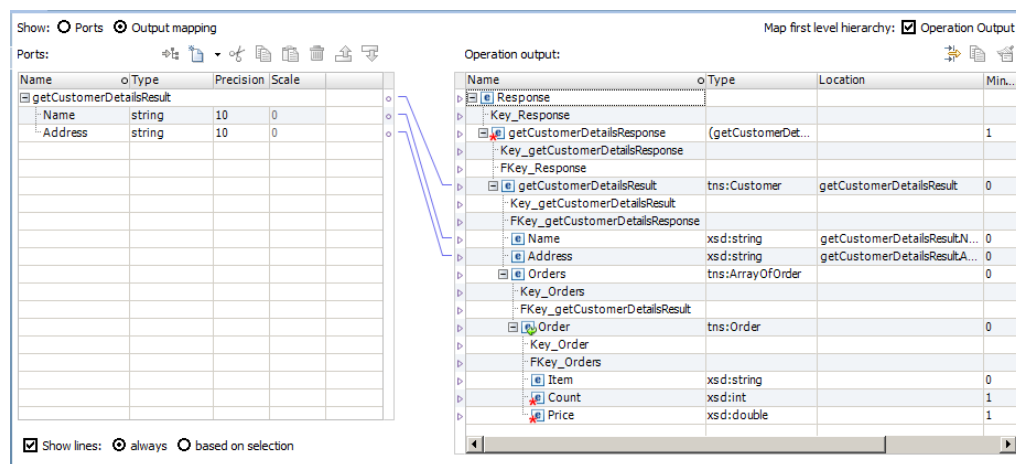 Show: Ports Output mapping Map first level hierarchy: Operation Output
Ports: Operation output:
Name Type Precision Scale Name Type Location Min...
getCustomerDetailsResult Response
Name string 10 0 Key_Response
Address string 10 0 getCustomerDetailsResponse (getCustomerDet... 1
Key_getCustomerDetailsResponse
FKey_Response
getCustomerDetailsResult tns:Customer getCustomerDetailsResult 0
Key_getCustomerDetailsResult
FKey_getCustomerDetailsResponse
Name xsd:string getCustomerDetailsResult.N... 0
Address xsd:string getCustomerDetailsResult.A... 0
Orders tns:ArrayOfOrder 0
Key_Orders
FKey_getCustomerDetailsResult
Order tns:Order 0
Key_Order
FKey_Orders
Item xsd:string 0
Count xsd:int 1
Price xsd:double 1
Show lines: always based on selection